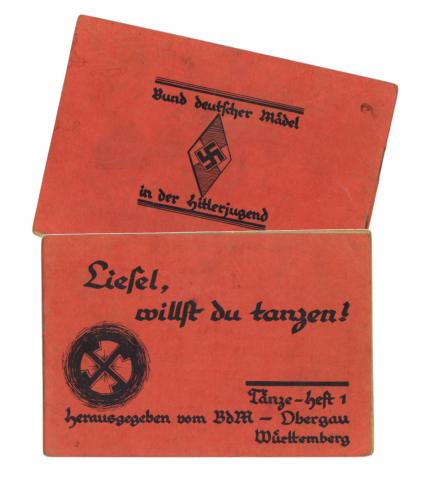 Bund deutscher Mädel
in der Hitlerjugend
Liesel,
willst du tanzen!
Tänze-Heft 1
Herausgegeben vom BdM – Obergau
Württemberg